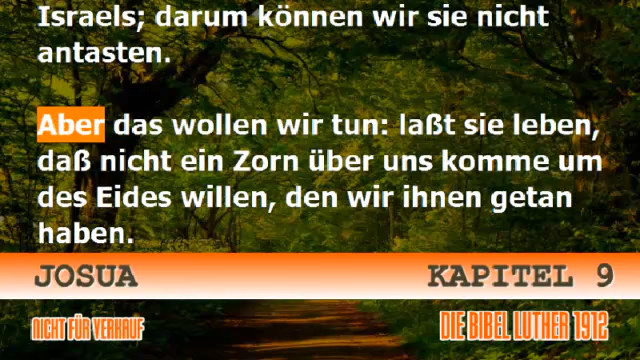 Israels; darum können wir sie nicht
antasten.
Aber das wollen wir tun: laßt sie leben,
daß nicht ein Zorn über uns komme um
des Eides willen, den wir ihnen getan
haben.
JOSUA KAPITEL 9
NICHT FÜR VERKAUF DIE BIBEL LUTHER 1912